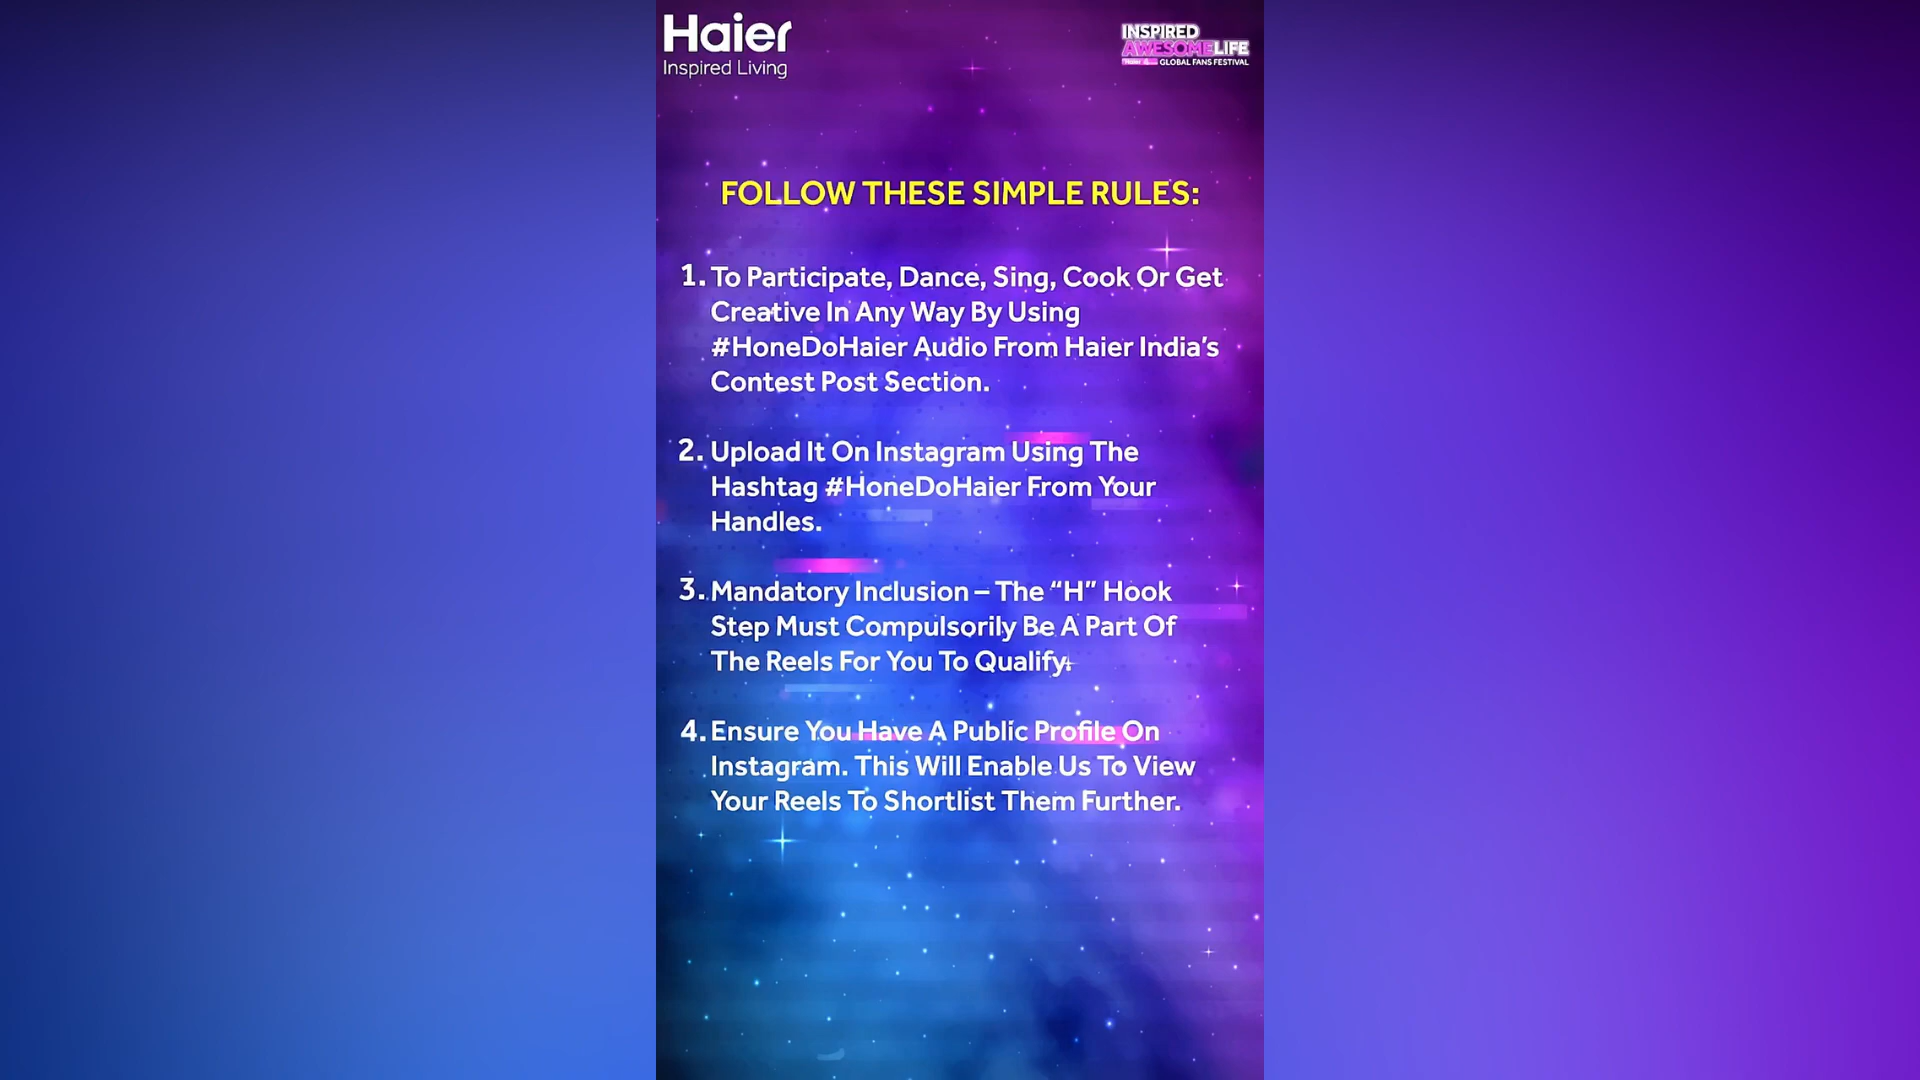 Haier
Inspired Living
INSPIRED
AWESOMELIFE
Haier
GLOBAL FANS FESTIVAL
FOLLOW THESE SIMPLE RULES:
1. To Participate, Dance, Sing, Cook Or Get
Creative In Any Way By Using
#HoneDoHaier Audio From Haier India's
Contest Post Section.
2. Upload It On Instagram Using The
Hashtag #HoneDoHaier From Your
Handles.
3. Mandatory Inclusion – The “H” Hook
Step Must Compulsorily Be A Part Of
The Reels For You To Qualify.
4. Ensure You Have A Public Profile On
Instagram. This Will Enable Us To View
Your Reels To Shortlist Them Further.